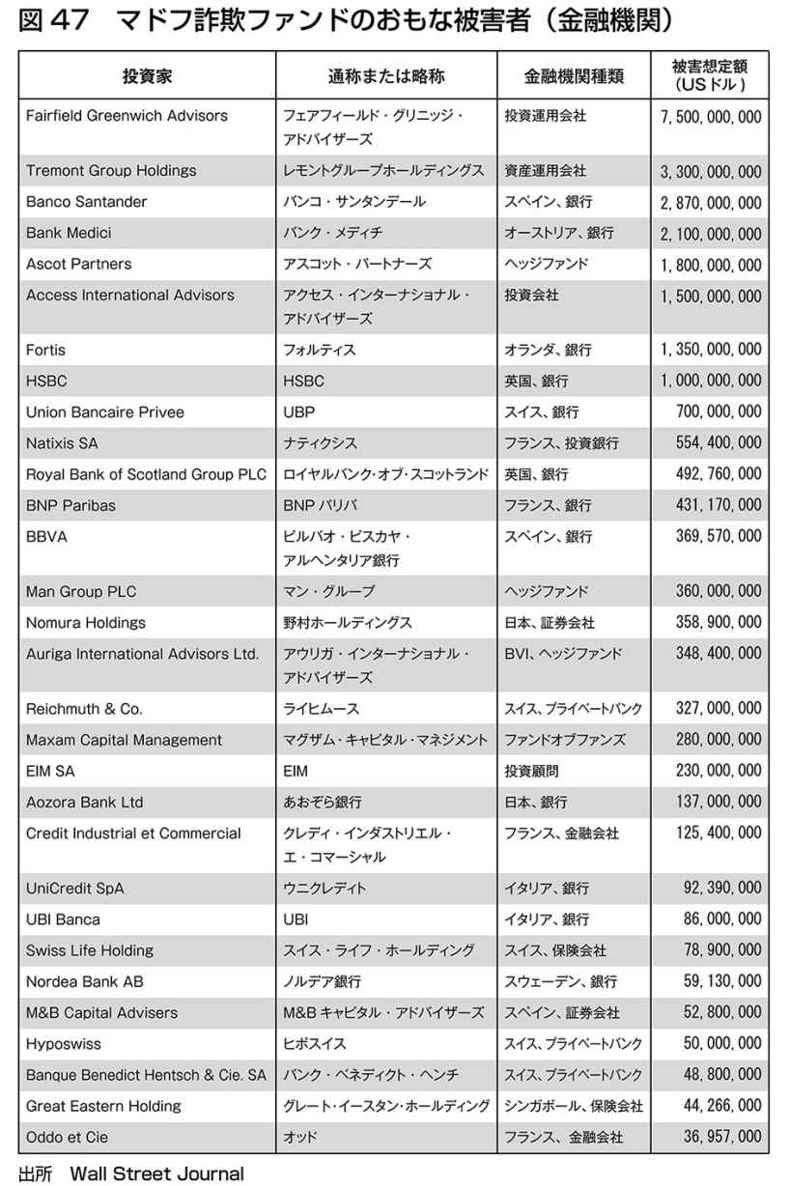 図 47　マドフ詐欺ファンドのおもな被害者（金融機関）
投資家　通称または略称　金融機関種類　被害想定額（USドル）
Fairfield Greenwich Advisors　フェアフィールド・グリニッジ・アドバイザーズ　投資運用会社　7,500,000,000
Tremont Group Holdings　レモントグループホールディングス　資産運用会社　3,300,000,000
Banco Santander　バンコ・サンタンデール　スペイン、銀行　2,870,000,000
Bank Medici　バンク・メディチ　オーストリア、銀行　2,100,000,000
Ascot Partners　アスコット・パートナーズ　ヘッジファンド　1,800,000,000
Access International Advisors　アクセス・インターナショナル・アドバイザーズ　投資会社　1,500,000,000
Fortis　フォルティス　オランダ、銀行　1,350,000,000
HSBC　HSBC　英国、銀行　1,000,000,000
Union Bancaire Privee　UBP　スイス、銀行　700,000,000
Natixis SA　ナティクシス　フランス、投資銀行　554,400,000
Royal Bank of Scotland Group PLC　ロイヤルバンク・オブ・スコットランド　英国、銀行　492,760,000
BNP Paribas　BNP パリバ　フランス、銀行　431,170,000
BBVA　ビルバオ・ビスカヤ・アルヘンタリア銀行　スペイン、銀行　369,570,000
Man Group PLC　マン・グループ　ヘッジファンド　360,000,000
Nomura Holdings　野村ホールディングス　日本、証券会社　358,900,000
Auriga International Advisors Ltd.　アウリガ・インターナショナル・アドバイザーズ　BVI、ヘッジファンド　348,400,000
Reichmuth & Co.　ライヒムース　スイス、プライベートバンク　327,000,000
Maxam Capital Management　マグザム・キャピタル・マネジメント　ファンドオブファンズ　280,000,000
EIM SA　EIM　投資顧問　230,000,000
Aozora Bank Ltd　あおぞら銀行　日本、銀行　137,000,000
Credit Industrial et Commercial　クレディ・インダストリエル・エ・コマーシャル　フランス、金融会社　125,400,000
UniCredit SpA　ウニクレディト　イタリア、銀行　92,390,000
UBI Banca　UBI　イタリア、銀行　86,000,000
Swiss Life Holding　スイス・ライフ・ホールディング　スイス、保険会社　78,900,000
Nordea Bank AB　ノルデア銀行　スウェーデン、銀行　59,130,000
M&B Capital Advisers　M&B キャピタル・アドバイザーズ　スペイン、証券会社　52,800,000
Hyposwiss　ヒポスイス　スイス、プライベートバンク　50,000,000
Banque Benedict Hentsch & Cie. SA　バンク・ベネディクト・ヘンチ　スイス、プライベートバンク　48,800,000
Great Eastern Holding　グレート・イースタン・ホールディング　シンガポール、保険会社　44,266,000
Oddo et Cie　オッド　フランス、金融会社　36,957,000
出所　Wall Street Journal